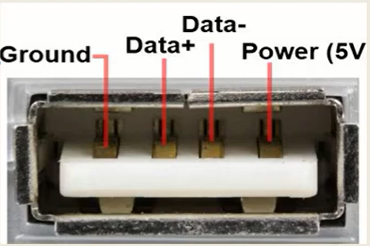 Data-
Ground
Data+
Power (5V